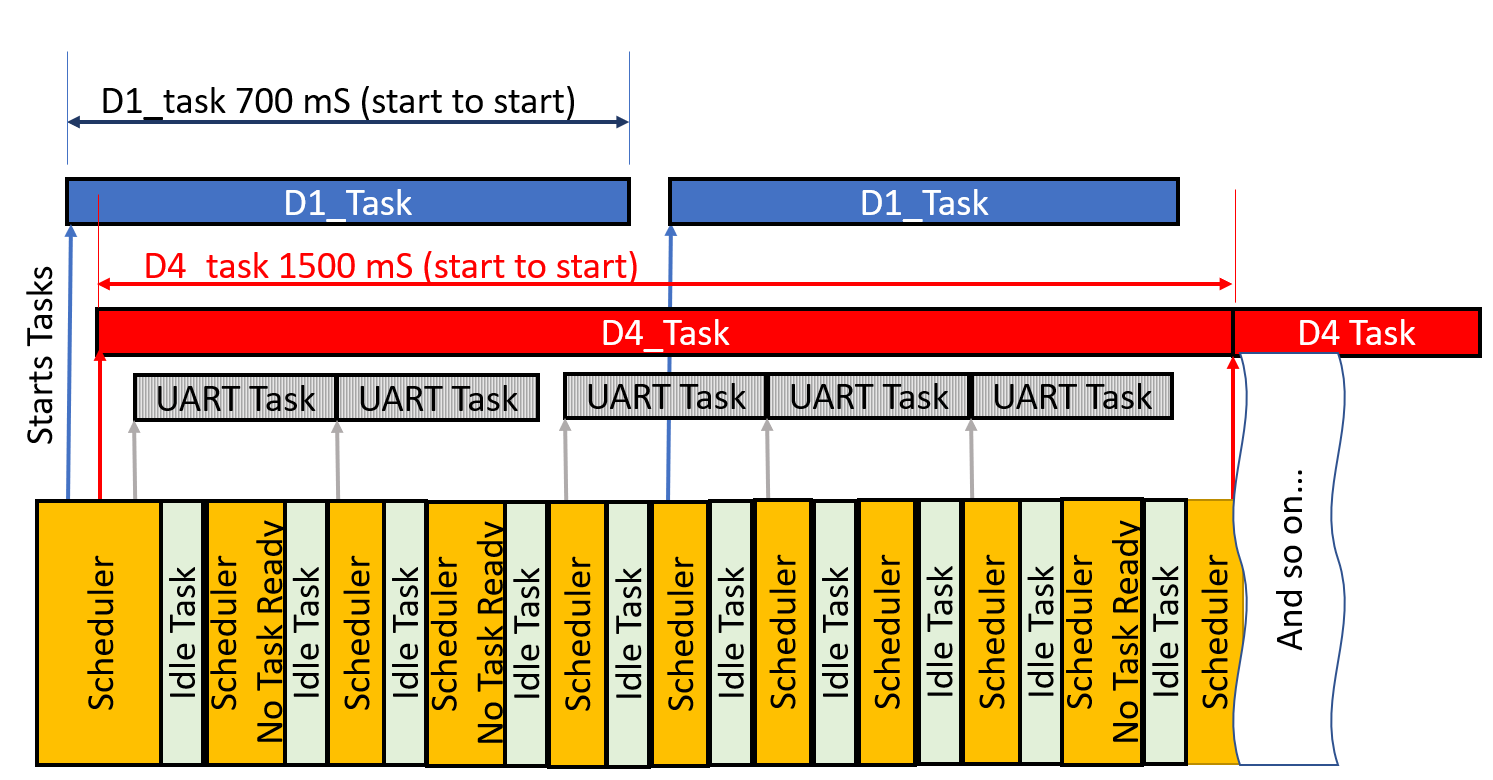 D1_task 700 mS (start to start)
D1_Task
D1_Task
D4_task 1500 mS (start to start)
D4_Task
D4 Task
UART Task
UART Task
UART Task
UART Task
UART Task
Starts Tasks
Scheduler
Idle Task
Scheduler
No Task Ready
Idle Task
Scheduler
Idle Task
Scheduler
No Task Ready
Idle Task
Scheduler
Idle Task
Scheduler
Idle Task
Scheduler
Idle Task
Scheduler
Idle Task
Scheduler
Idle Task
Scheduler
No Task Ready
Idle Task
Scheduler
And so on...